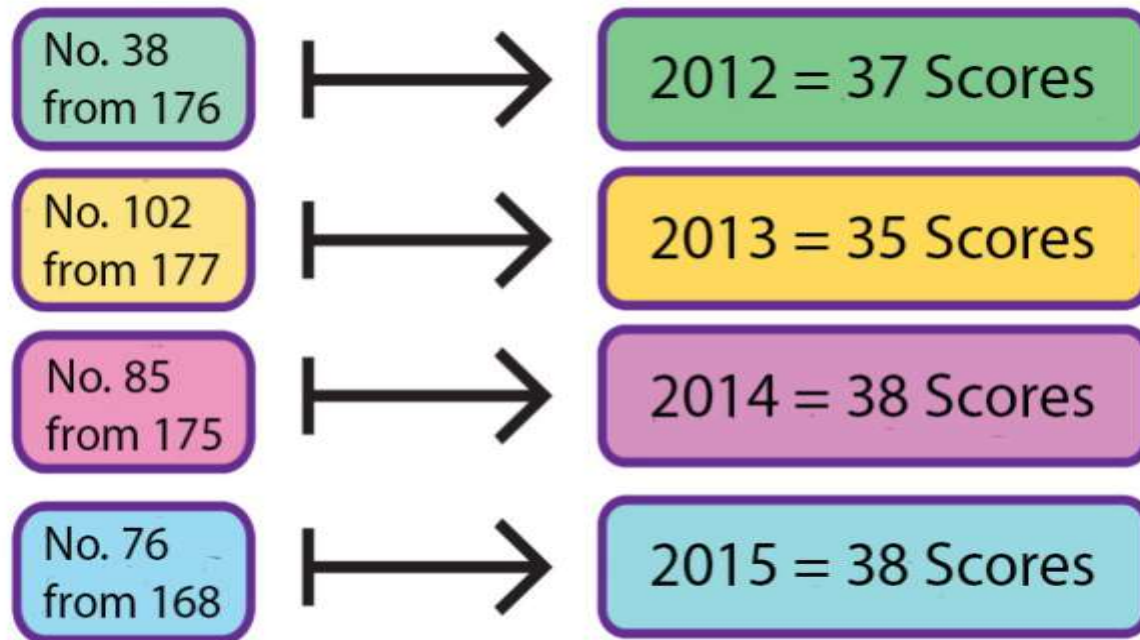 No. 38
from 176
2012 = 37 Scores
No. 102
from 177
2013 = 35 Scores
No. 85
from 175
2014 = 38 Scores
No. 76
from 168
2015 = 38 Scores